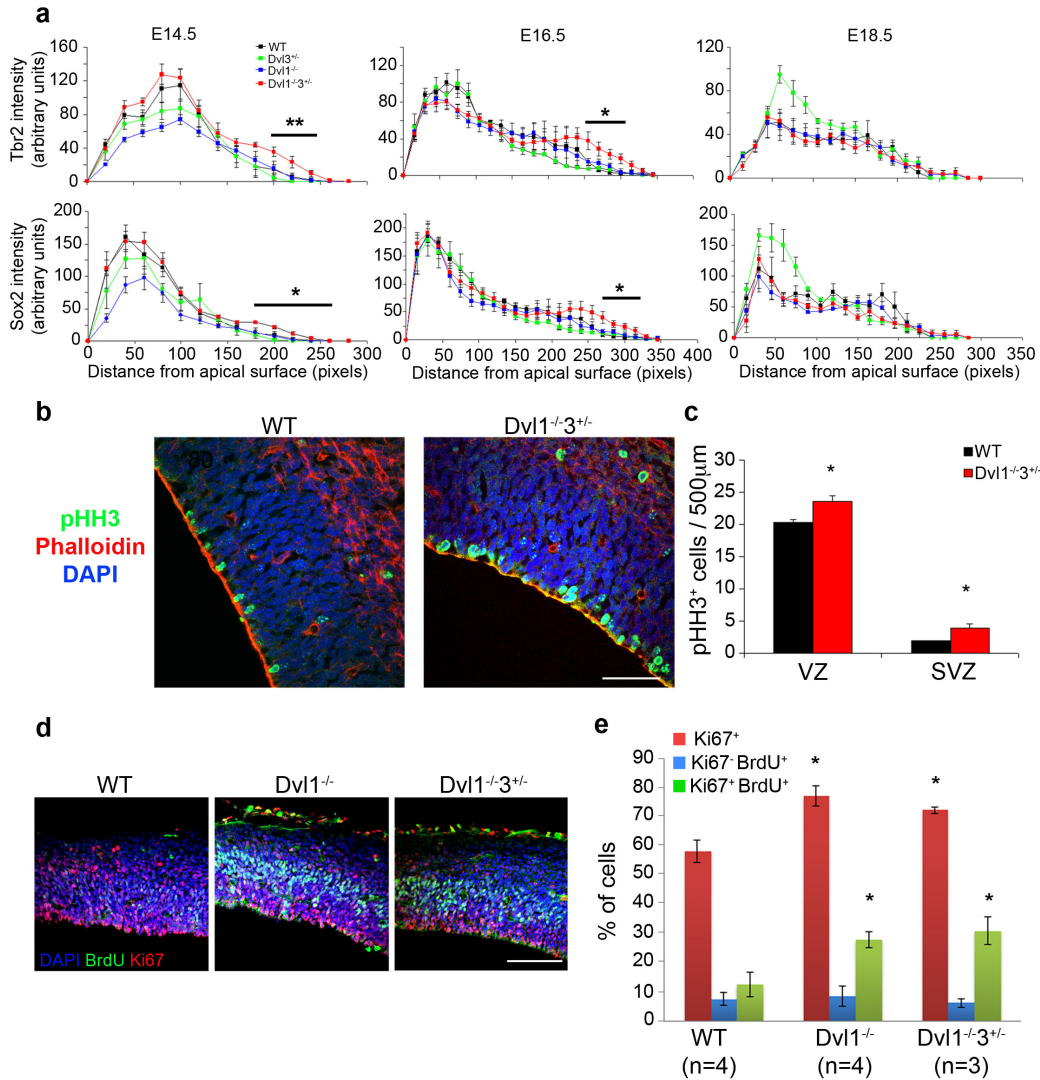 a
E14.5
E16.5
E18.5
WT
Dvl3+/-
Dvl1-/-
Dvl1-/-3+/-
Tbr2 intensity
(arbitrary units)
160
120
80
40
0
**
160
120
80
40
0
*
120
80
40
0
Sox2 intensity
(arbitrary units)
200
150
100
50
0
*
200
150
100
50
0
*
200
150
100
50
0
0 50 100 150 200 250 300
0 50 100 150 200 250 300 350 400
0 50 100 150 200 250 300 350
Distance from apical surface (pixels)
Distance from apical surface (pixels)
Distance from apical surface (pixels)
b
WT
Dvl1-/-3+/-
80
pHH3
Phalloidin
DAPI
c
WT
Dvl1-/-3+/-
pHH3+ cells / 500µm
30
25
20
15
10
5
0
*
*
VZ SVZ
d
WT
Dvl1-/-
Dvl1-/-3+/-
DAPI BrdU Ki67
e
Ki67+
Ki67- BrdU+
Ki67+ BrdU+
% of cells
90
80
70
60
50
40
30
20
10
0
*
*
*
*
WT Dvl1-/- Dvl1-/-3+/-
(n=4) (n=4) (n=3)